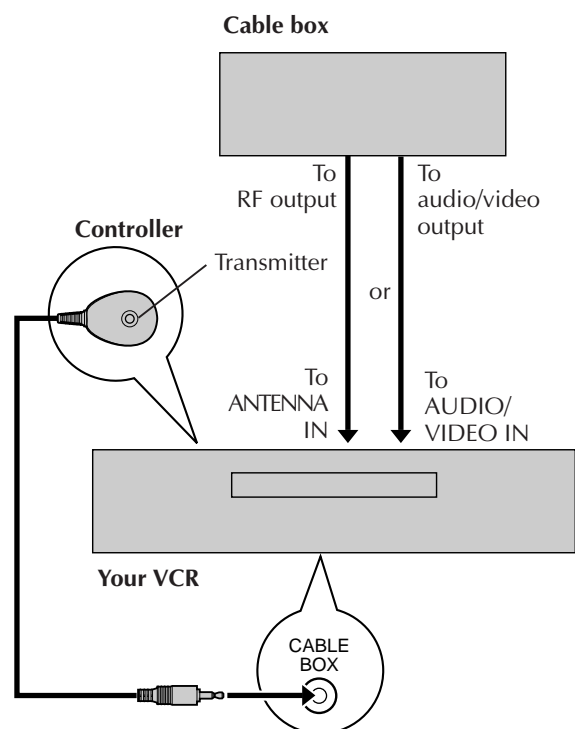 Cable box
To
RF output
To
audio/video
output
Controller
Transmitter
or
To
ANTENNA
IN
To
AUDIO/
VIDEO IN
Your VCR
CABLE
BOX